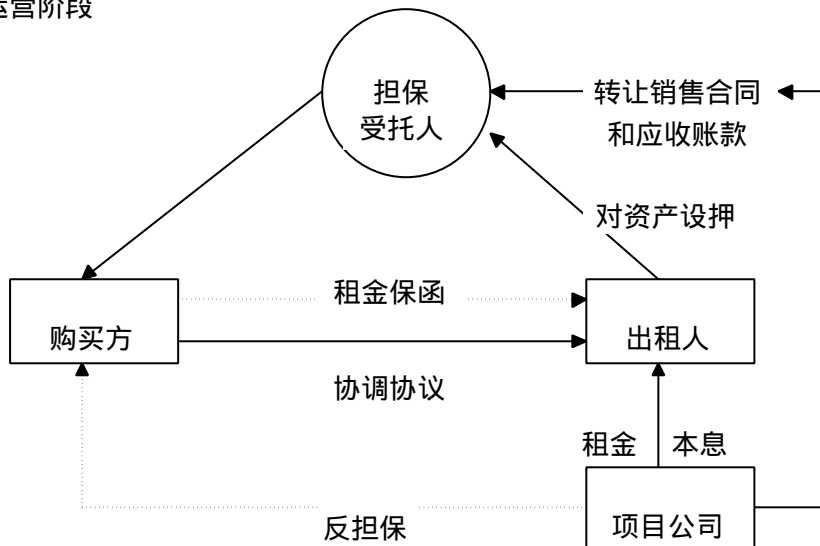 运营阶段
担保
受托人
转让销售合同
和应收账款
对资产设押
租金保函
购买方
出租人
协调协议
租金 本息
反担保
项目公司